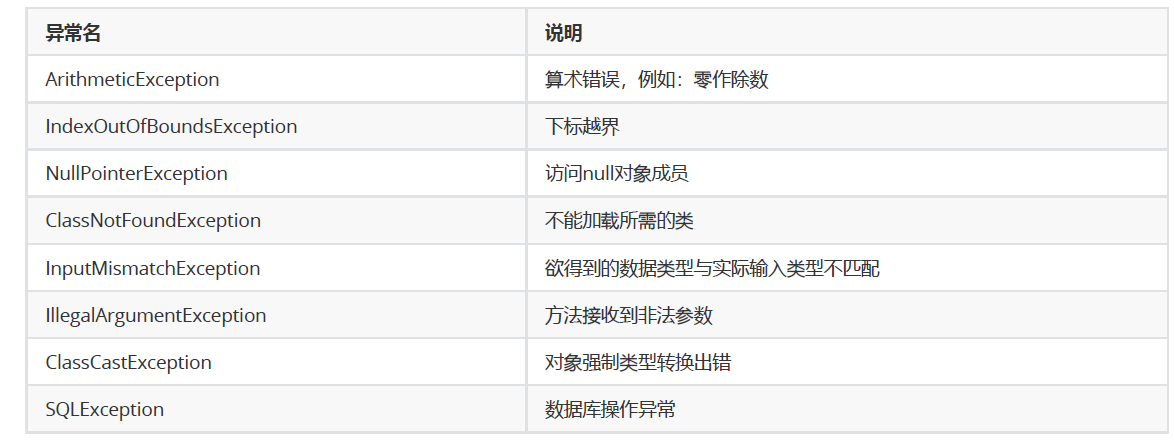 异常名 说明
ArithmeticException 算术错误，例如：零作除数
IndexOutOfBoundsException 下标越界
NullPointerException 访问null对象成员
ClassNotFoundException 不能加载所需的类
InputMismatchException 欲得到的数据类型与实际输入类型不匹配
IllegalArgumentException 方法接收到非法参数
ClassCastException 对象强制类型转换出错
SQLException 数据库操作异常